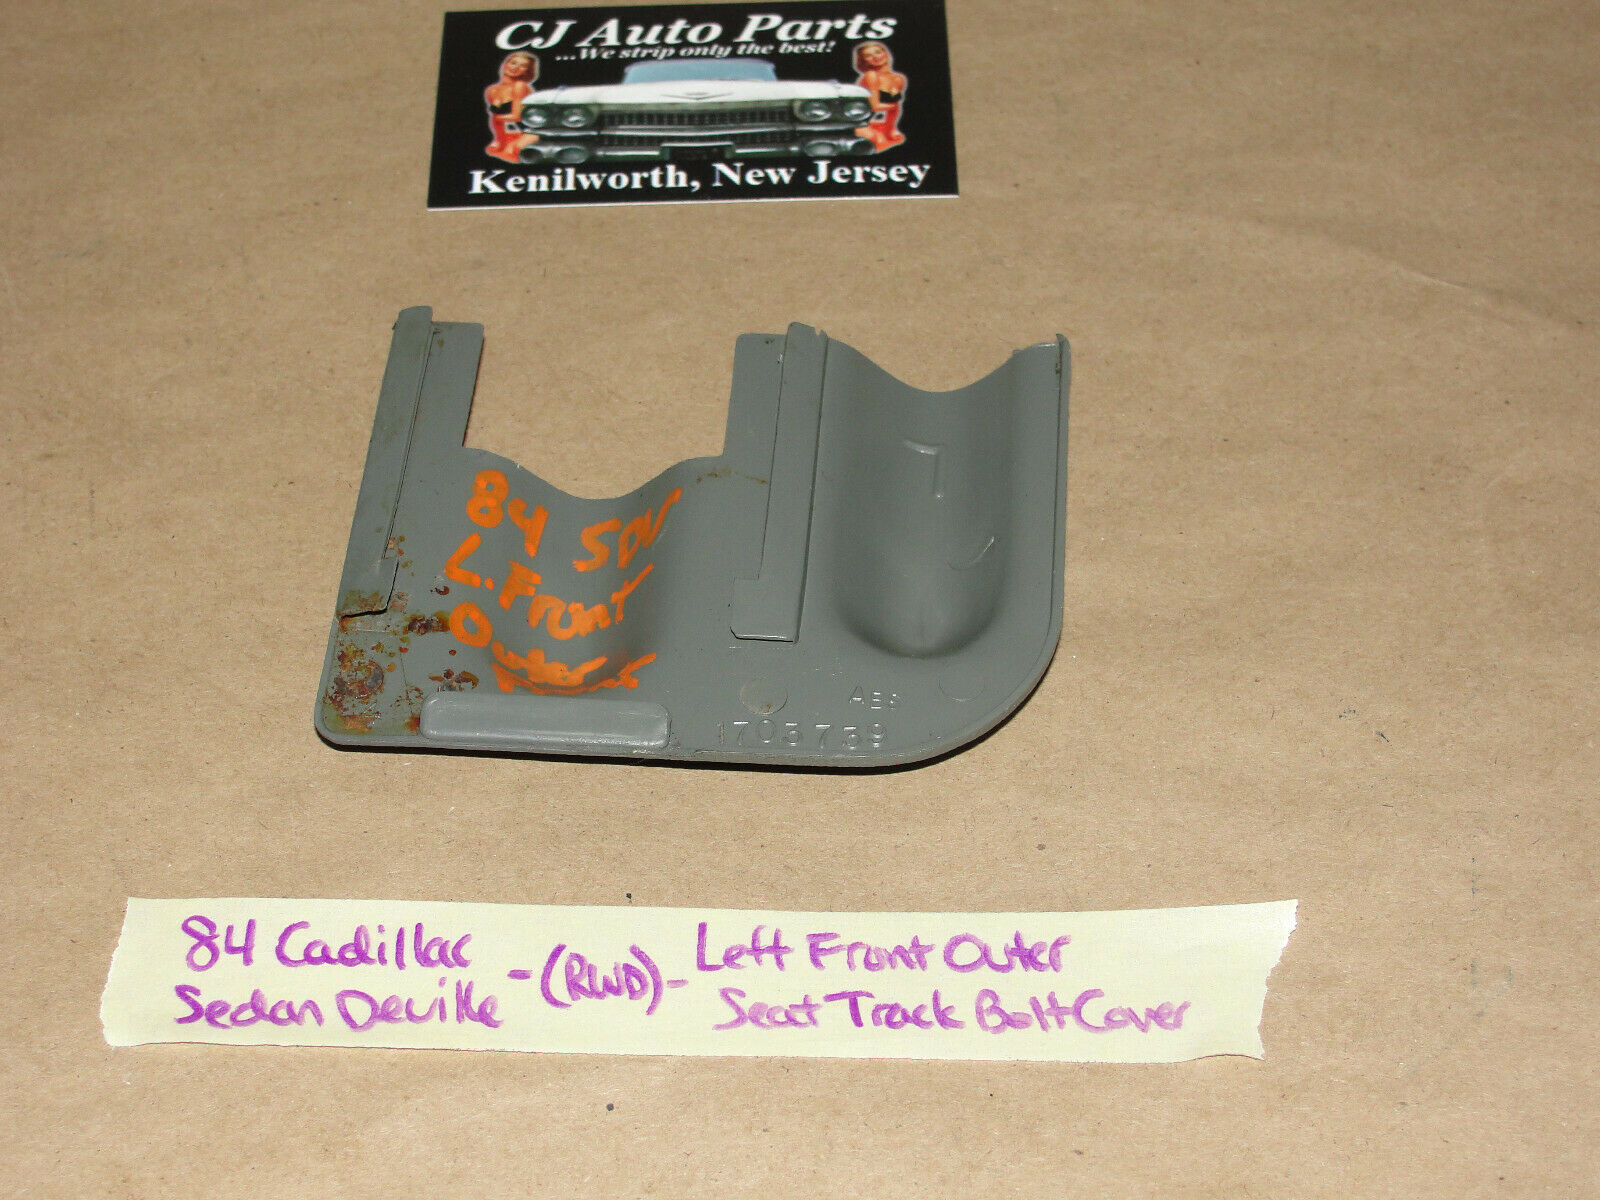 CJ Auto Parts
...We strip only the best!
Kenilworth, New Jersey
L
84 SDV
L. Front
Outer
ABS
1703739
84 Cadillac
Sedan Deville
-(RWD)-
Left Front Outer
Seat Track Bolt Cover